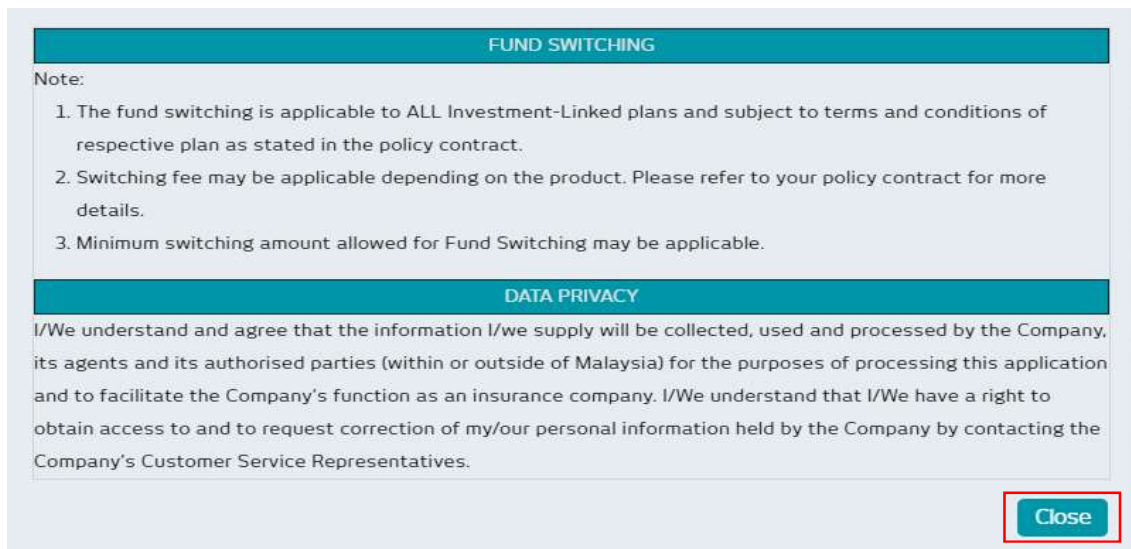 FUND SWITCHING
Note:
1. The fund switching is applicable to ALL Investment-Linked plans and subject to terms and conditions of
respective plan as stated in the policy contract.
2. Switching fee may be applicable depending on the product. Please refer to your policy contract for more
details.
3. Minimum switching amount allowed for Fund Switching may be applicable.
DATA PRIVACY
I/We understand and agree that the information I/we supply will be collected, used and processed by the Company,
its agents and its authorised parties (within or outside of Malaysia) for the purposes of processing this application
and to facilitate the Company's function as an insurance company. I/We understand that I/We have a right to
obtain access to and to request correction of my/our personal information held by the Company by contacting the
Company's Customer Service Representatives.
Close